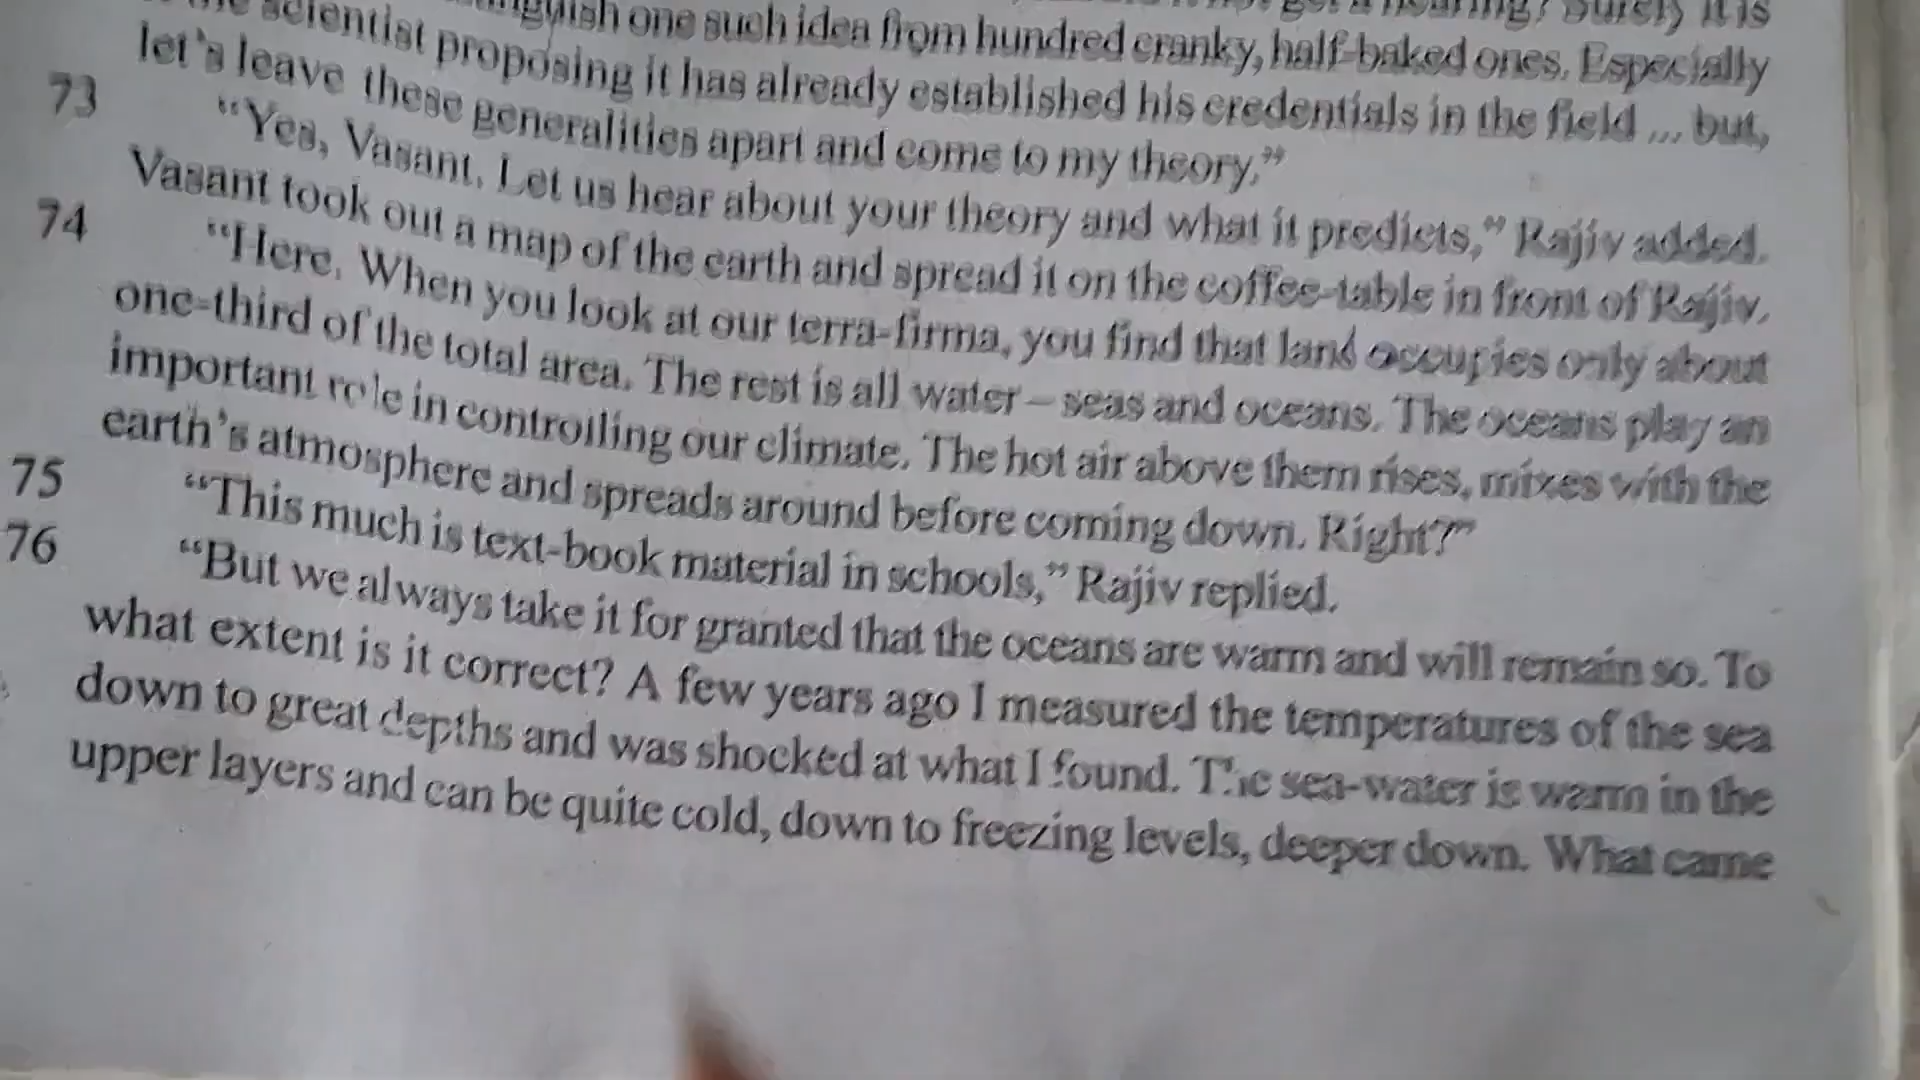 one such idea from hundred cranky, half-baked ones. Especially
scientist proposing it has already established his credentials in the field ... but,
let's leave these generalities apart and come to my theory."
73 "Yes, Vasant. Let us hear about your theory and what it predicts," Rajiv added.
Vasant took out a map of the earth and spread it on the coffee-table in front of Rajiv.
74 "Here. When you look at our terra-firma, you find that land occupies only about
one-third of the total area. The rest is all water – seas and oceans. The oceans play an
important role in controlling our climate. The hot air above them rises, mixes with the
earth's atmosphere and spreads around before coming down. Right?"
75 "This much is text-book material in schools," Rajiv replied.
76 "But we always take it for granted that the oceans are warm and will remain so. To
what extent is it correct? A few years ago I measured the temperatures of the sea
down to great depths and was shocked at what I found. The sea-water is warm in the
upper layers and can be quite cold, down to freezing levels, deeper down. What came